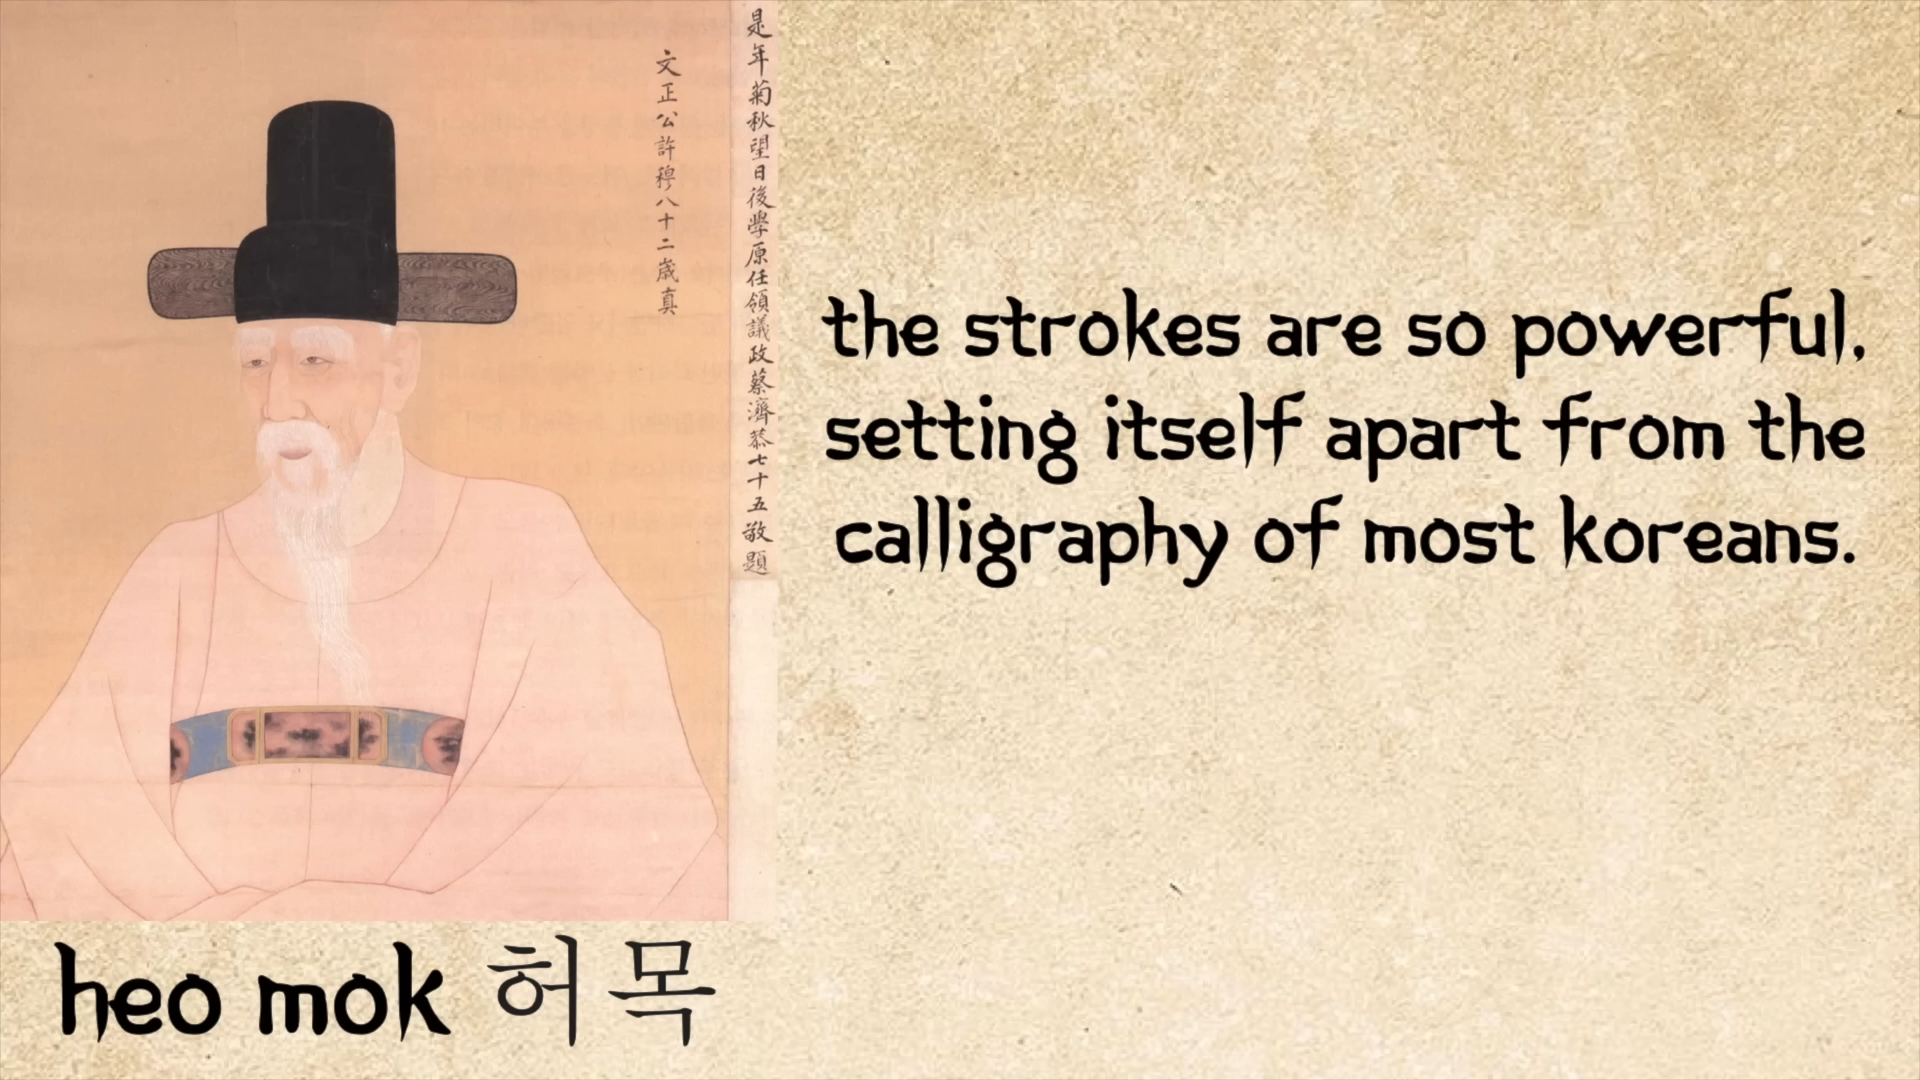 是年菊秋望日後學原任領議政蔡濟恭七十五敬題
文正公許穆八十二歲真
the strokes are so powerful,
setting itself apart from the
calligraphy of most koreans.
heo mok 허목